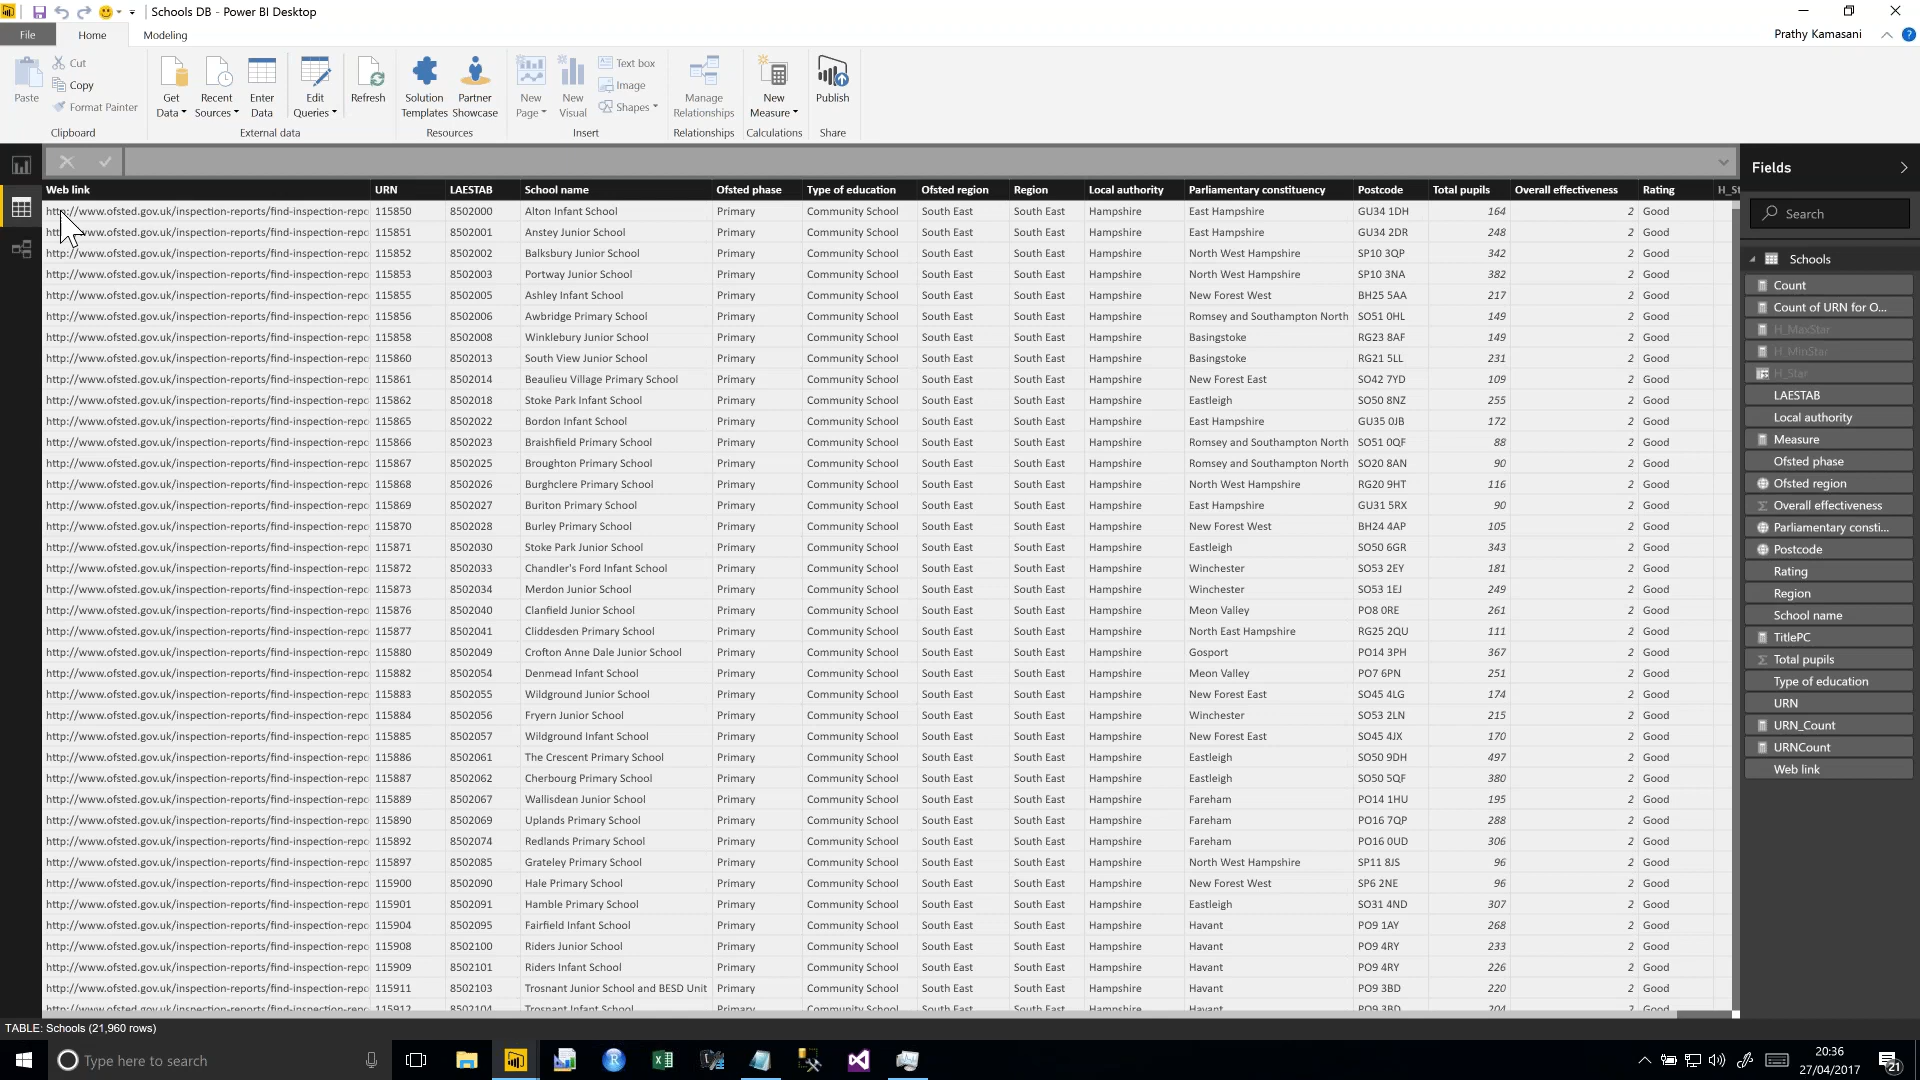 Schools DB - Power BI Desktop
File Home Modeling Prathy Kamasani
Paste Cut Copy Format Painter
Get Data Recent Sources Enter Data Edit Queries Refresh Solution Templates Partner Showcase New Page New Visual Text box Image Shapes Manage Relationships New Measure Publish
Clipboard External data Resources Insert Relationships Calculations Share
Web link URN LAESTAB School name Ofsted phase Type of education Ofsted region Region Local authority Parliamentary constituency Postcode Total pupils Overall effectiveness Rating H_St
http://www.ofsted.gov.uk/inspection-reports/find-inspection-repo 115850 8502000 Alton Infant School Primary Community School South East South East Hampshire East Hampshire GU34 1DH 164 2 Good
http://www.ofsted.gov.uk/inspection-reports/find-inspection-repo 115851 8502001 Anstey Junior School Primary Community School South East South East Hampshire East Hampshire GU34 2DR 248 2 Good
http://www.ofsted.gov.uk/inspection-reports/find-inspection-repo 115852 8502002 Balksbury Junior School Primary Community School South East South East Hampshire North West Hampshire SP10 3QP 342 2 Good
http://www.ofsted.gov.uk/inspection-reports/find-inspection-repo 115853 8502003 Portway Junior School Primary Community School South East South East Hampshire North West Hampshire SP10 3NA 382 2 Good
http://www.ofsted.gov.uk/inspection-reports/find-inspection-repo 115855 8502005 Ashley Infant School Primary Community School South East South East Hampshire New Forest West BH25 5AA 217 2 Good
http://www.ofsted.gov.uk/inspection-reports/find-inspection-repo 115856 8502006 Awbridge Primary School Primary Community School South East South East Hampshire Romsey and Southampton North SO51 0HL 149 2 Good
http://www.ofsted.gov.uk/inspection-reports/find-inspection-repo 115858 8502008 Winklebury Junior School Primary Community School South East South East Hampshire Basingstoke RG23 8AF 149 2 Good
http://www.ofsted.gov.uk/inspection-reports/find-inspection-repo 115860 8502013 South View Junior School Primary Community School South East South East Hampshire Basingstoke RG21 5LL 231 2 Good
http://www.ofsted.gov.uk/inspection-reports/find-inspection-repo 115861 8502014 Beaulieu Village Primary School Primary Community School South East South East Hampshire New Forest East SO42 7YD 109 2 Good
http://www.ofsted.gov.uk/inspection-reports/find-inspection-repo 115862 8502018 Stoke Park Infant School Primary Community School South East South East Hampshire Eastleigh SO50 8NZ 255 2 Good
http://www.ofsted.gov.uk/inspection-reports/find-inspection-repo 115865 8502022 Bordon Infant School Primary Community School South East South East Hampshire East Hampshire GU35 0JB 172 2 Good
http://www.ofsted.gov.uk/inspection-reports/find-inspection-repo 115866 8502023 Braishfield Primary School Primary Community School South East South East Hampshire Romsey and Southampton North SO51 0QF 88 2 Good
http://www.ofsted.gov.uk/inspection-reports/find-inspection-repo 115867 8502025 Broughton Primary School Primary Community School South East South East Hampshire Romsey and Southampton North SO20 8AN 90 2 Good
http://www.ofsted.gov.uk/inspection-reports/find-inspection-repo 115868 8502026 Burghclere Primary School Primary Community School South East South East Hampshire North West Hampshire RG20 9HT 116 2 Good
http://www.ofsted.gov.uk/inspection-reports/find-inspection-repo 115869 8502027 Buriton Primary School Primary Community School South East South East Hampshire East Hampshire GU31 5RX 90 2 Good
http://www.ofsted.gov.uk/inspection-reports/find-inspection-repo 115870 8502028 Burley Primary School Primary Community School South East South East Hampshire New Forest West BH24 4AP 105 2 Good
http://www.ofsted.gov.uk/inspection-reports/find-inspection-repo 115871 8502030 Stoke Park Junior School Primary Community School South East South East Hampshire Eastleigh SO50 6GR 343 2 Good
http://www.ofsted.gov.uk/inspection-reports/find-inspection-repo 115872 8502033 Chandler's Ford Infant School Primary Community School South East South East Hampshire Winchester SO53 2EY 181 2 Good
http://www.ofsted.gov.uk/inspection-reports/find-inspection-repo 115873 8502034 Merdon Junior School Primary Community School South East South East Hampshire Winchester SO53 1EJ 249 2 Good
http://www.ofsted.gov.uk/inspection-reports/find-inspection-repo 115876 8502040 Clanfield Junior School Primary Community School South East South East Hampshire Meon Valley PO8 0RE 261 2 Good
http://www.ofsted.gov.uk/inspection-reports/find-inspection-repo 115877 8502041 Cliddesden Primary School Primary Community School South East South East Hampshire North East Hampshire RG25 2QU 111 2 Good
http://www.ofsted.gov.uk/inspection-reports/find-inspection-repo 115880 8502049 Crofton Anne Dale Junior School Primary Community School South East South East Hampshire Gosport PO14 3PH 367 2 Good
http://www.ofsted.gov.uk/inspection-reports/find-inspection-repo 115882 8502054 Denmead Infant School Primary Community School South East South East Hampshire Meon Valley PO7 6PN 251 2 Good
http://www.ofsted.gov.uk/inspection-reports/find-inspection-repo 115883 8502055 Wildground Junior School Primary Community School South East South East Hampshire New Forest East SO45 4LG 174 2 Good
http://www.ofsted.gov.uk/inspection-reports/find-inspection-repo 115884 8502056 Fryern Junior School Primary Community School South East South East Hampshire Winchester SO53 2LN 215 2 Good
http://www.ofsted.gov.uk/inspection-reports/find-inspection-repo 115885 8502057 Wildground Infant School Primary Community School South East South East Hampshire New Forest East SO45 4JX 170 2 Good
http://www.ofsted.gov.uk/inspection-reports/find-inspection-repo 115886 8502061 The Crescent Primary School Primary Community School South East South East Hampshire Eastleigh SO50 9DH 497 2 Good
http://www.ofsted.gov.uk/inspection-reports/find-inspection-repo 115887 8502062 Cherbourg Primary School Primary Community School South East South East Hampshire Eastleigh SO50 5QF 380 2 Good
http://www.ofsted.gov.uk/inspection-reports/find-inspection-repo 115889 8502067 Wallisdean Junior School Primary Community School South East South East Hampshire Fareham PO14 1HU 195 2 Good
http://www.ofsted.gov.uk/inspection-reports/find-inspection-repo 115890 8502069 Uplands Primary School Primary Community School South East South East Hampshire Fareham PO16 7QP 288 2 Good
http://www.ofsted.gov.uk/inspection-reports/find-inspection-repo 115892 8502074 Redlands Primary School Primary Community School South East South East Hampshire Fareham PO16 0UD 306 2 Good
http://www.ofsted.gov.uk/inspection-reports/find-inspection-repo 115897 8502085 Grateley Primary School Primary Community School South East South East Hampshire North West Hampshire SP11 8JS 96 2 Good
http://www.ofsted.gov.uk/inspection-reports/find-inspection-repo 115900 8502090 Hale Primary School Primary Community School South East South East Hampshire New Forest West SP6 2NE 96 2 Good
http://www.ofsted.gov.uk/inspection-reports/find-inspection-repo 115901 8502091 Hamble Primary School Primary Community School South East South East Hampshire Eastleigh SO31 4ND 307 2 Good
http://www.ofsted.gov.uk/inspection-reports/find-inspection-repo 115904 8502095 Fairfield Infant School Primary Community School South East South East Hampshire Havant PO9 1AY 268 2 Good
http://www.ofsted.gov.uk/inspection-reports/find-inspection-repo 115908 8502100 Riders Junior School Primary Community School South East South East Hampshire Havant PO9 4RY 233 2 Good
http://www.ofsted.gov.uk/inspection-reports/find-inspection-repo 115909 8502101 Riders Infant School Primary Community School South East South East Hampshire Havant PO9 4RY 226 2 Good
http://www.ofsted.gov.uk/inspection-reports/find-inspection-repo 115911 8502103 Trosnant Junior School and BESD Unit Primary Community School South East South East Hampshire Havant PO9 3BD 220 2 Good
http://www.ofsted.gov.uk/inspection-reports/find-inspection-repo 115912 8502104 Trosnant Infant School Primary Community School South East South East Hampshire Havant PO9 3BD 204 2 Good
Fields
Search
Schools
Count
Count of URN for O...
H_MaxStar
H_MinStar
H_Star
LAESTAB
Local authority
Measure
Ofsted phase
Ofsted region
Overall effectiveness
Parliamentary consti...
Postcode
Rating
Region
School name
TitlePC
Total pupils
Type of education
URN
URN_Count
URNCount
Web link
TABLE: Schools (21,960 rows)
Type here to search
20:36
27/04/2017
21